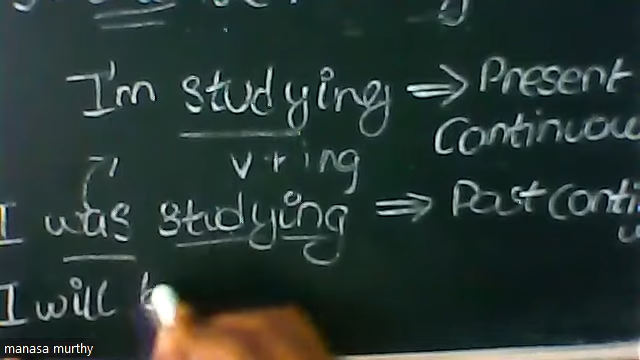 I'm studying ⇒ Present
Continuou
v + ing
I was studying ⇒ Past Conti
I will b
manasa murthy